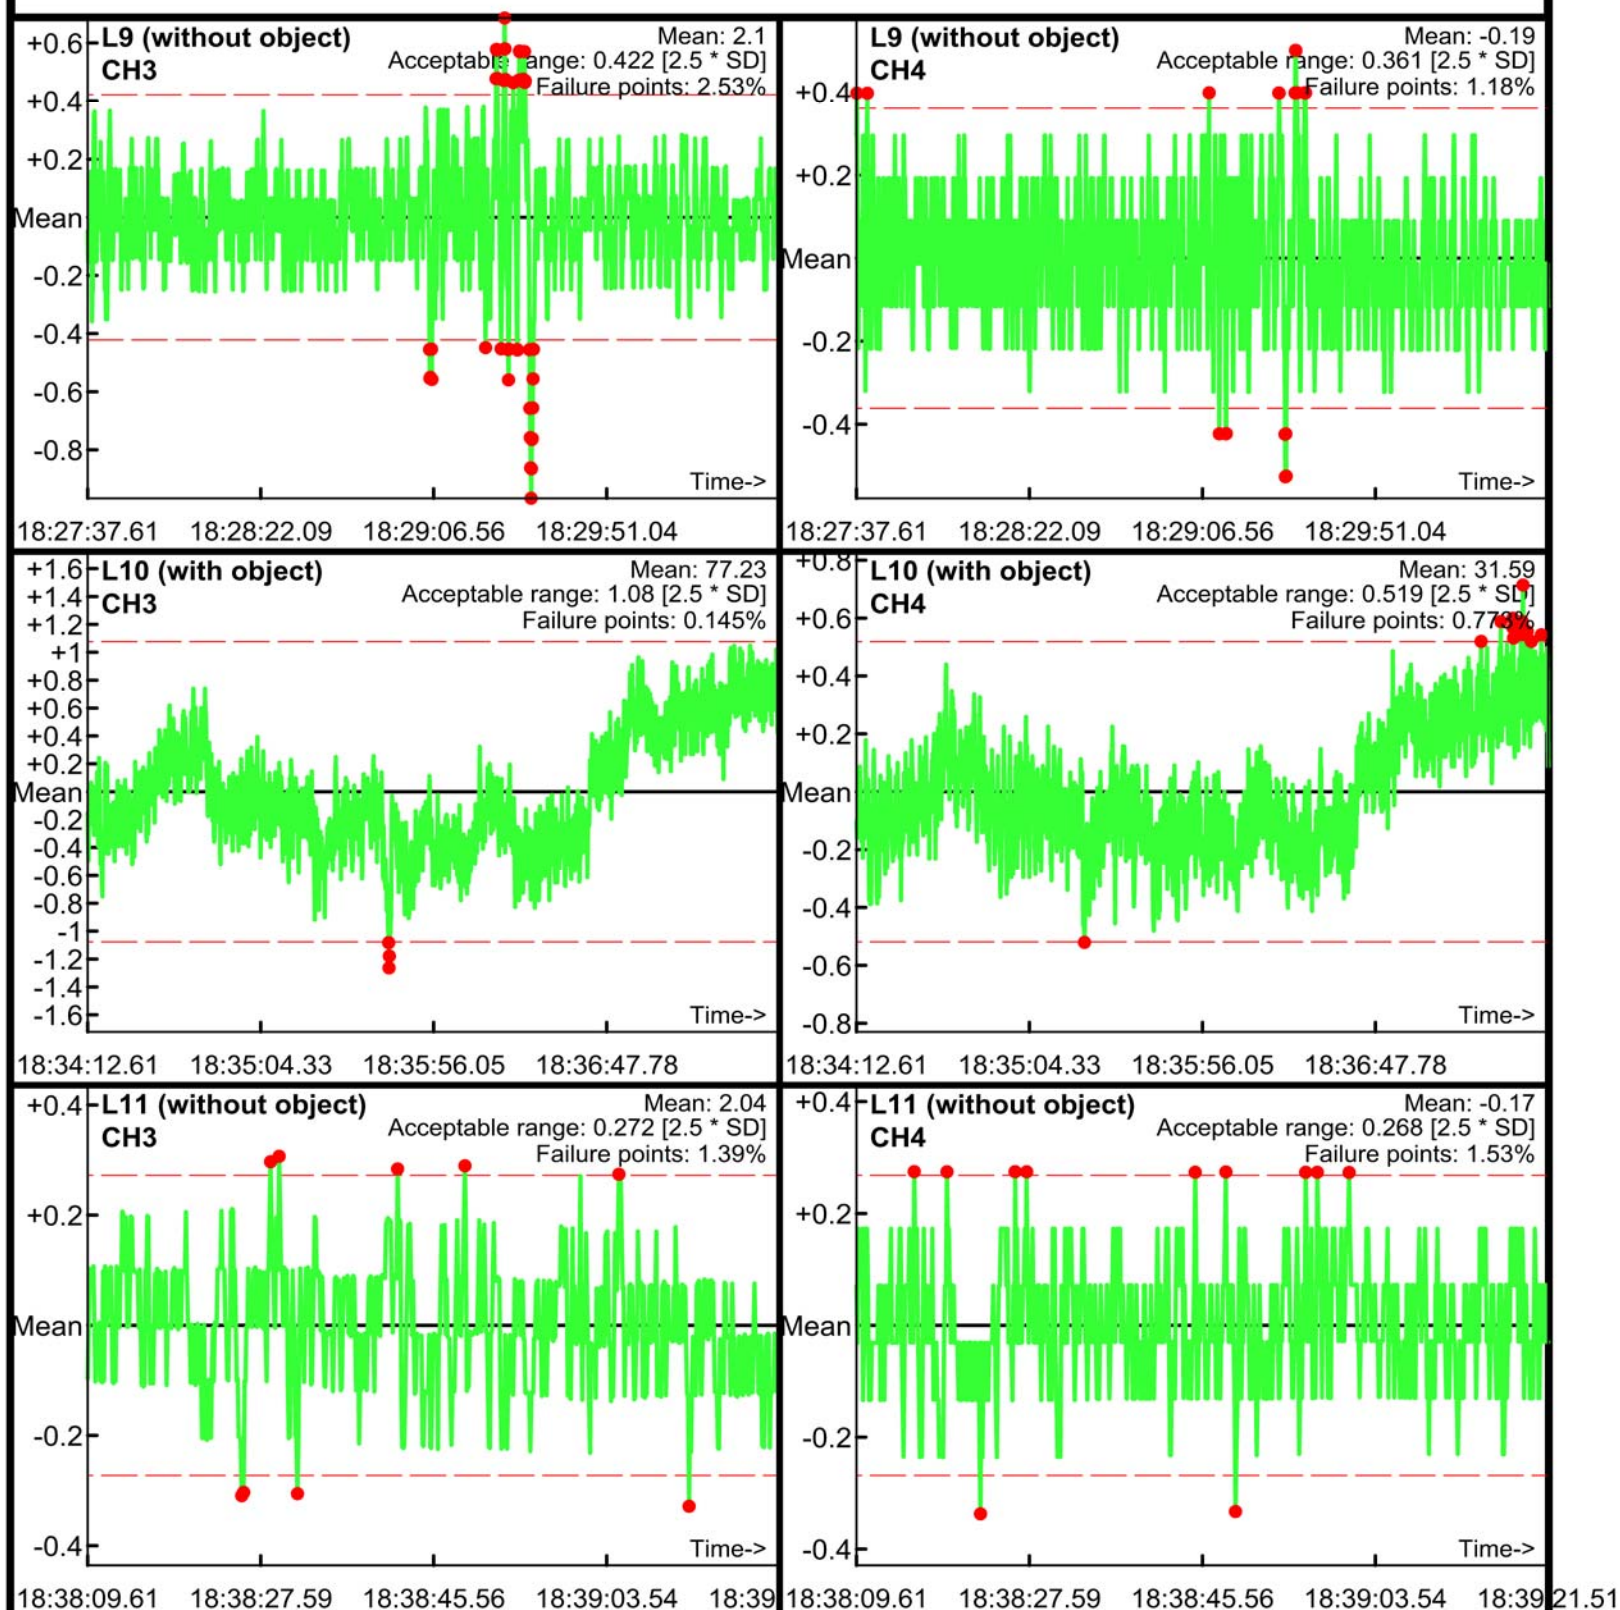 L9 (without object)
CH3
Mean: 2.1
Acceptable range: 0.422 [2.5 * SD]
Failure points: 2.53%
+0.6
+0.4
+0.2
Mean
-0.2
-0.4
-0.6
-0.8
Time->
18:27:37.61 18:28:22.09 18:29:06.56 18:29:51.04
L9 (without object)
CH4
Mean: -0.19
Acceptable range: 0.361 [2.5 * SD]
Failure points: 1.18%
+0.4
+0.2
Mean
-0.2
-0.4
Time->
18:27:37.61 18:28:22.09 18:29:06.56 18:29:51.04
L10 (with object)
CH3
Mean: 77.23
Acceptable range: 1.08 [2.5 * SD]
Failure points: 0.145%
+1.6
+1.4
+1.2
+1
+0.8
+0.6
+0.4
+0.2
Mean
-0.2
-0.4
-0.6
-0.8
-1
-1.2
-1.4
-1.6
Time->
18:34:12.61 18:35:04.33 18:35:56.05 18:36:47.78
L10 (with object)
CH4
Mean: 31.59
Acceptable range: 0.519 [2.5 * SD]
Failure points: 0.773%
+0.8
+0.6
+0.4
+0.2
Mean
-0.2
-0.4
-0.6
-0.8
Time->
18:34:12.61 18:35:04.33 18:35:56.05 18:36:47.78
L11 (without object)
CH3
Mean: 2.04
Acceptable range: 0.272 [2.5 * SD]
Failure points: 1.39%
+0.4
+0.2
Mean
-0.2
-0.4
Time->
18:38:09.61 18:38:27.59 18:38:45.56 18:39:03.54 18:39
L11 (without object)
CH4
Mean: -0.17
Acceptable range: 0.268 [2.5 * SD]
Failure points: 1.53%
+0.4
+0.2
Mean
-0.2
-0.4
Time->
18:38:09.61 18:38:27.59 18:38:45.56 18:39:03.54 18:39:21.51